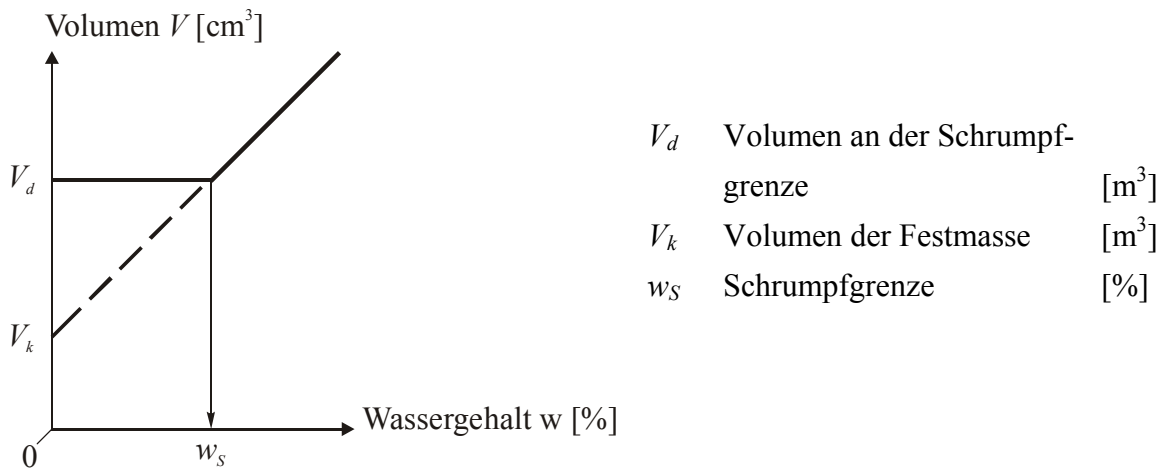 Volumen V [cm³]
V_d
V_k
0
w_S
Wassergehalt w [%]
V_d Volumen an der Schrumpf-
grenze [m³]
V_k Volumen der Festmasse [m³]
w_S Schrumpfgrenze [%]